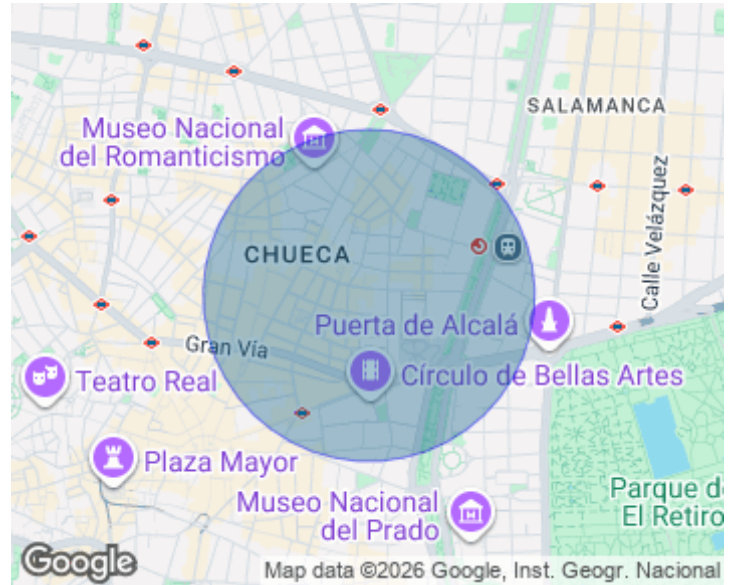 SALAMANCA
Museo Nacional
del Romanticismo
Calle Velázquez
CHUECA
Puerta de Alcalá
Gran Vía
Teatro Real
Círculo de Bellas Artes
Plaza Mayor
Museo Nacional
del Prado
Parque d
El Retiro
Google
Map data ©2026 Google, Inst. Geogr. Nacional